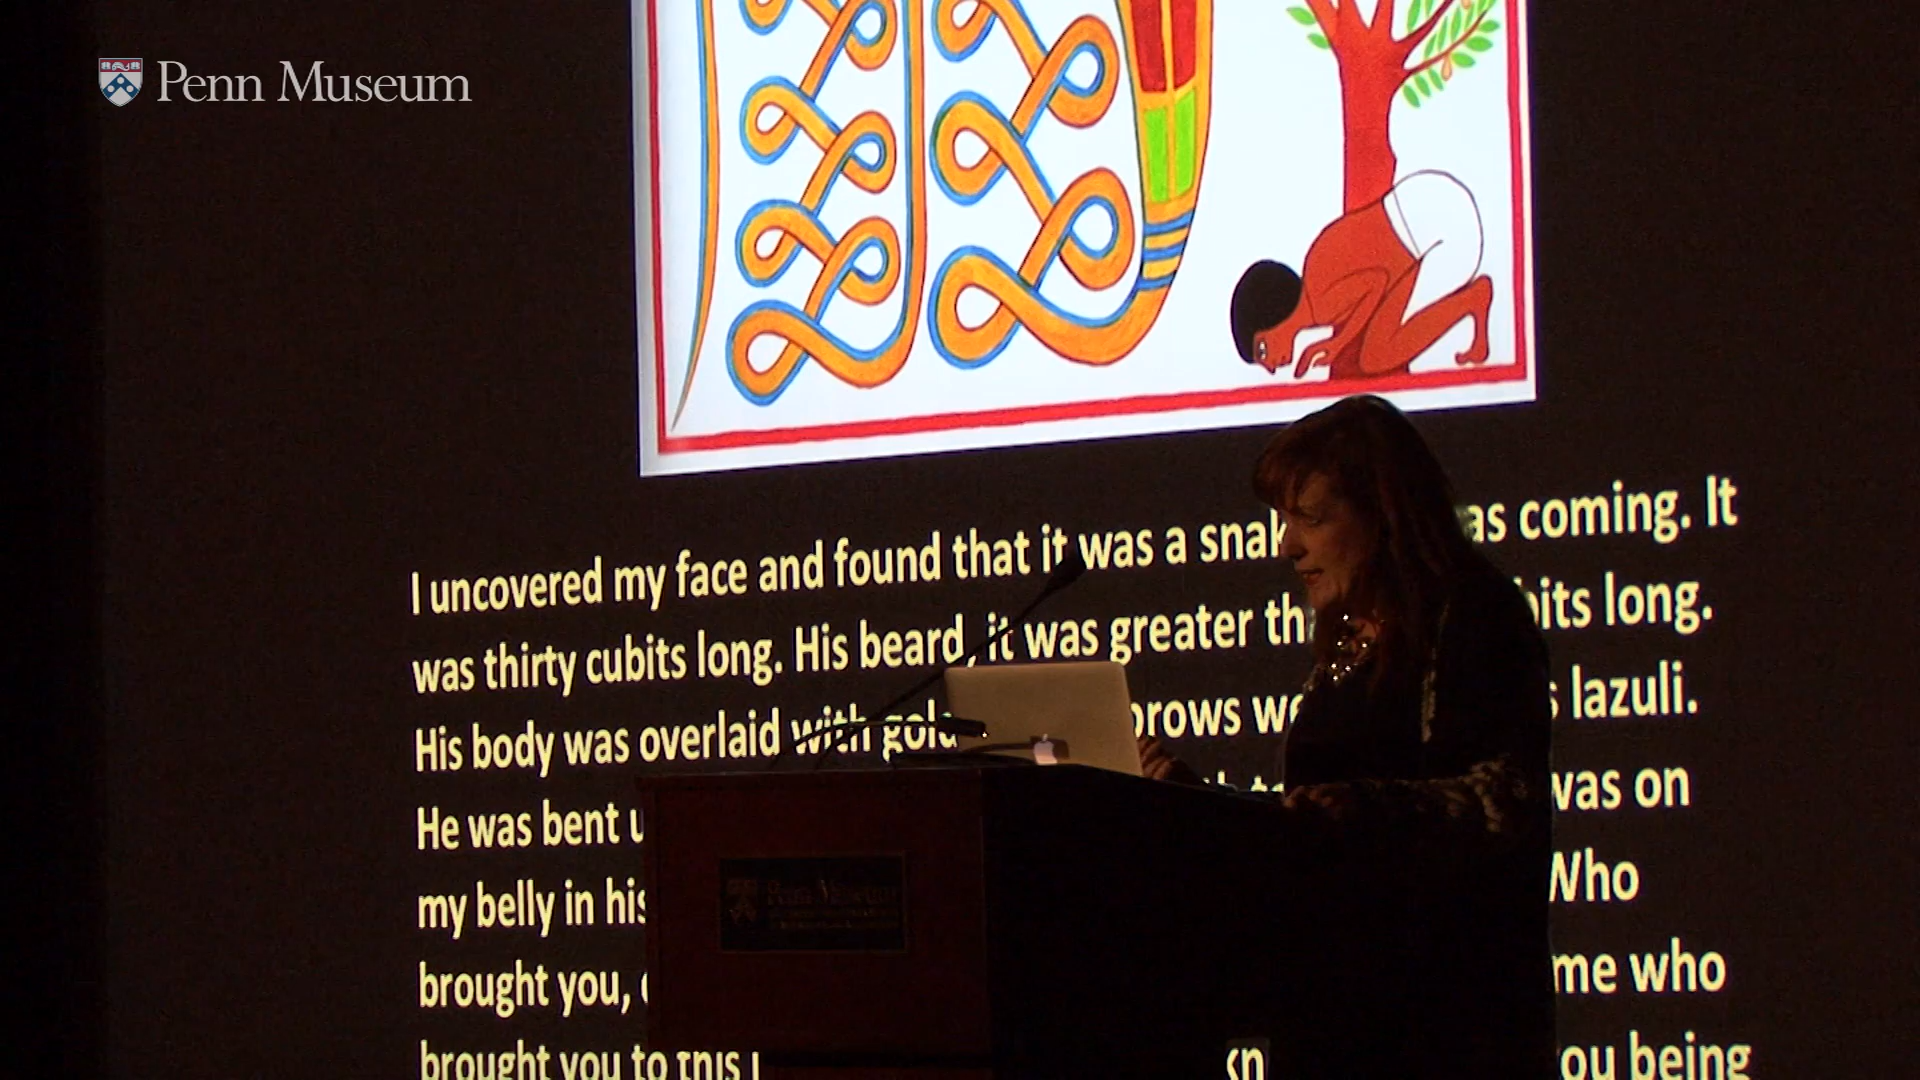 Penn Museum
I uncovered my face and found that it was a snak as coming. It
was thirty cubits long. His beard, it was greater th bits long.
His body was overlaid with gold brows we s lazuli.
He was bent u was on
my belly in his Who
brought you, me who
brought you to this ou being